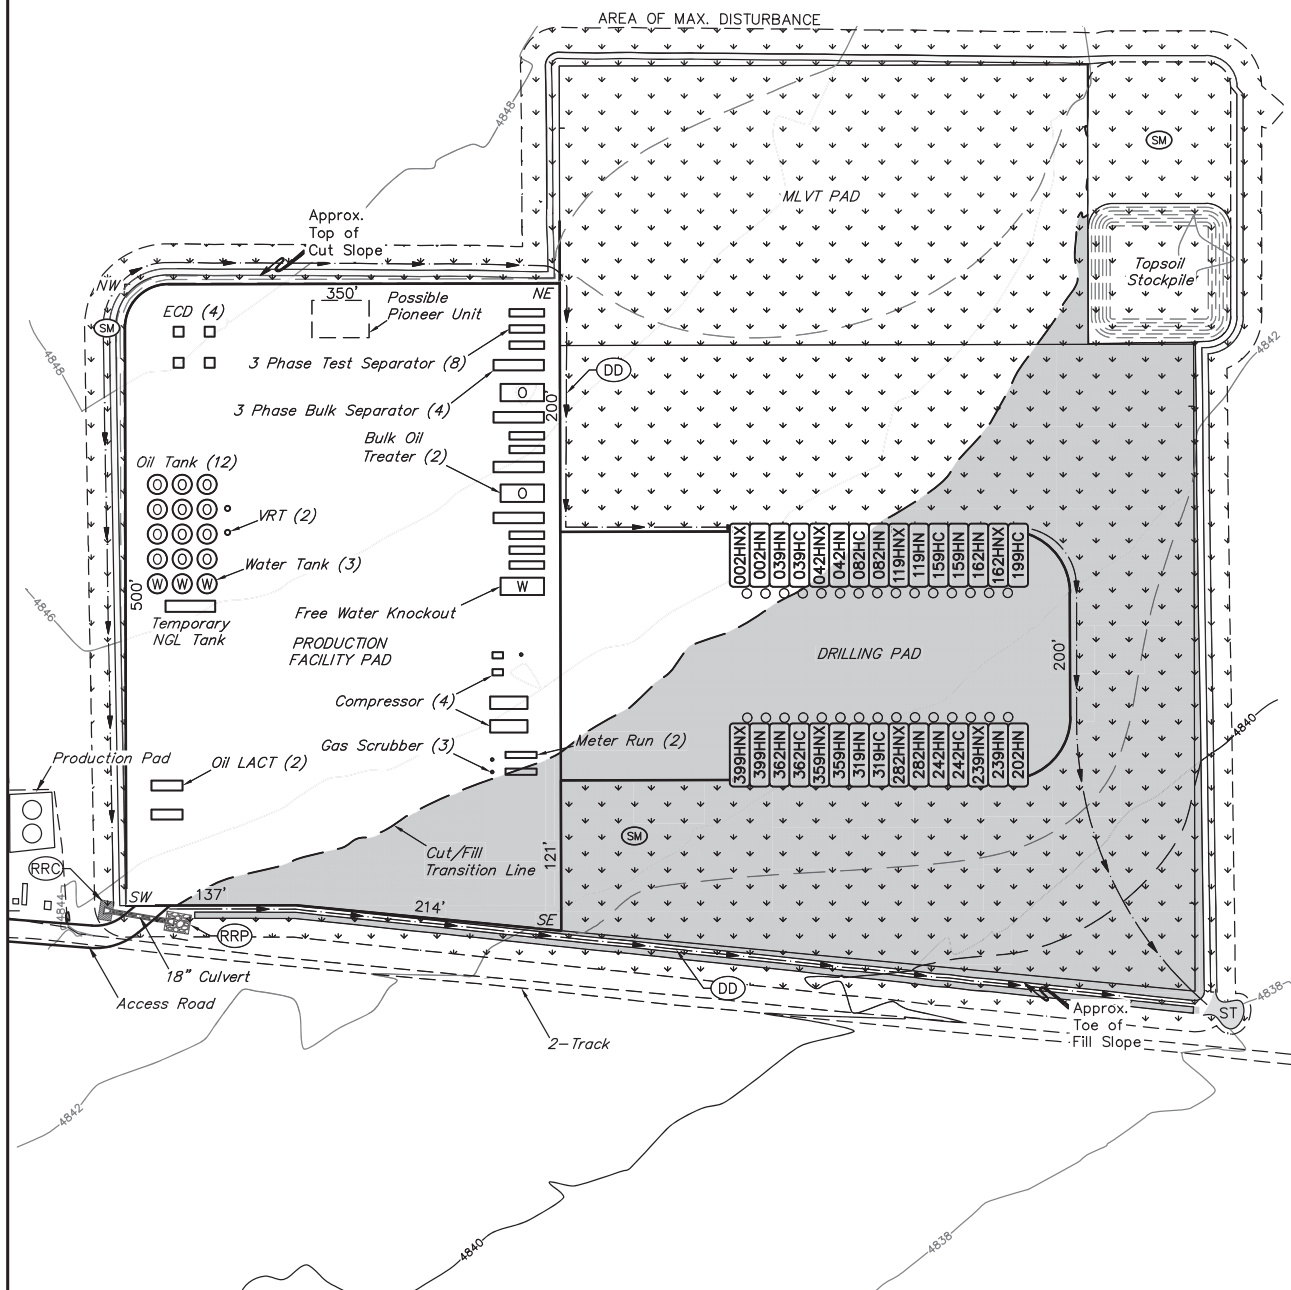 AREA OF MAX. DISTURBANCE
4848
SM
MLVT PAD
Approx.
Top of
Cut Slope
Topsoil
Stockpile
NW
350'
NE
ECD (4)
Possible
Pioneer Unit
SM
4848
4842
3 Phase Test Separator (8)
DD
3 Phase Bulk Separator (4)
O
200'
Bulk Oil
Treater (2)
Oil Tank (12)
O O O
O
O O O
VRT (2)
O O O
O O O
Water Tank (3)
W W W
W
500'
002HNX
002HN
039HN
039HC
042HNX
042HN
082HC
082HN
119HNX
119HN
159HC
159HN
162HN
162HNX
199HC
4846
Temporary
NGL Tank
Free Water Knockout
PRODUCTION
FACILITY PAD
DRILLING PAD
200'
Compressor (4)
4840
Gas Scrubber (3)
Meter Run (2)
399HNX
399HN
362HN
362HC
359HNX
359HN
319HN
319HC
282HNX
282HN
242HN
242HC
239HNX
239HN
202HN
Production Pad
Oil LACT (2)
SM
Cut/Fill
Transition Line
121'
RRC
SW
137'
214'
SE
4844
RRP
18" Culvert
Access Road
DD
4838
Approx.
Toe of
Fill Slope
ST
2-Track
4842
4840
4838